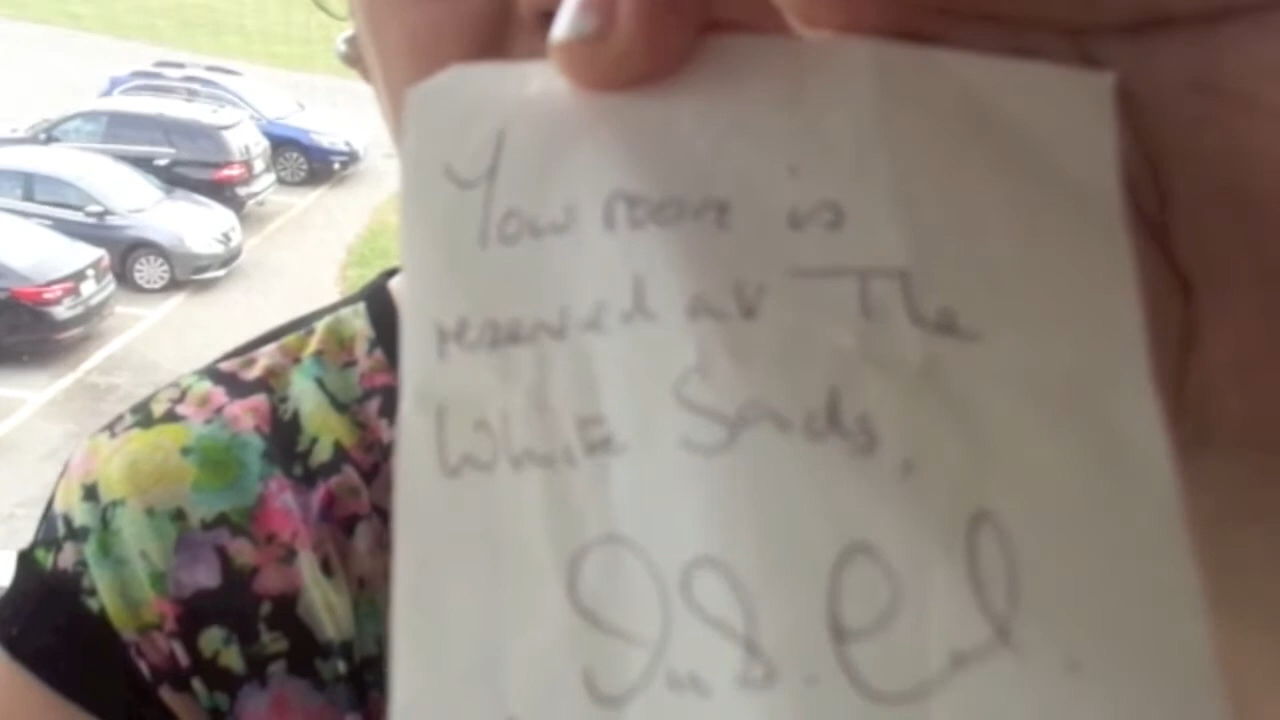 Your room is
reserved at The
White Sands.